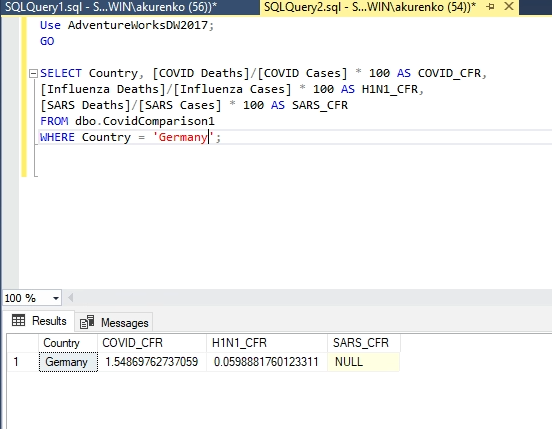 SQLQuery1.sql - S...WIN\akurenko (56))*
SQLQuery2.sql - S...WIN\akurenko (54))*
Use AdventureWorksDW2017;
GO
SELECT Country, [COVID Deaths]/[COVID Cases] * 100 AS COVID_CFR,
[Influenza Deaths]/[Influenza Cases] * 100 AS H1N1_CFR,
[SARS Deaths]/[SARS Cases] * 100 AS SARS_CFR
FROM dbo.CovidComparison1
WHERE Country = 'Germany';
100 %
Results Messages
Country COVID_CFR H1N1_CFR SARS_CFR
1 Germany 1.54869762737059 0.0598881760123311 NULL